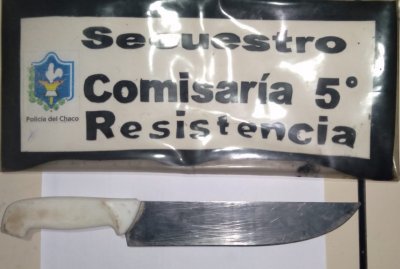 Secuestro
Comisaría 5°
Resistencia
Policía del Chaco